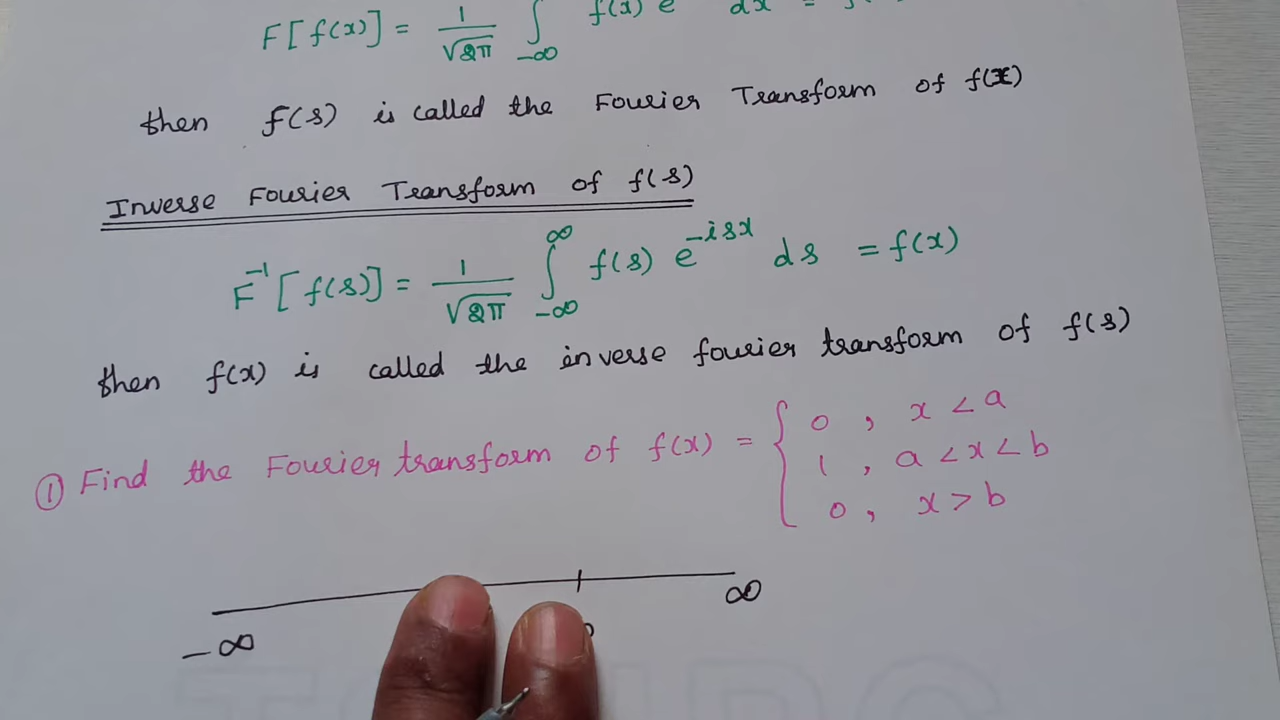 F[f(x)] = 1/√2π ∫_{-∞} f(x) e dx =
then f(s) is called the Fourier Transform of f(x)
Inverse Fourier Transform of f(s)
F⁻¹[f(s)] = 1/√2π ∫_{-∞}^{∞} f(s) e^{-isx} ds = f(x)
then f(x) is called the inverse fourier transform of f(s)
① Find the Fourier transform of f(x) = { 0 , x < a
1 , a < x < b
0 , x > b
-∞ ∞